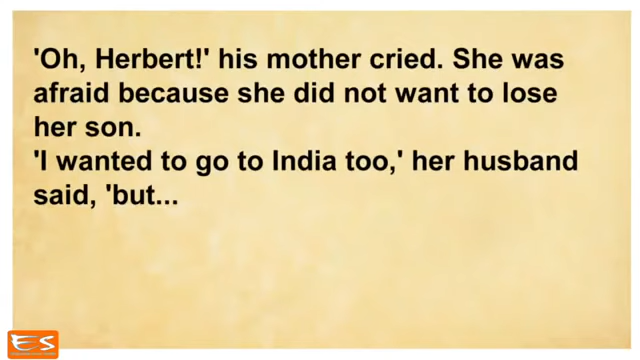 'Oh, Herbert!' his mother cried. She was
afraid because she did not want to lose
her son.
'I wanted to go to India too,' her husband
said, 'but...
ES